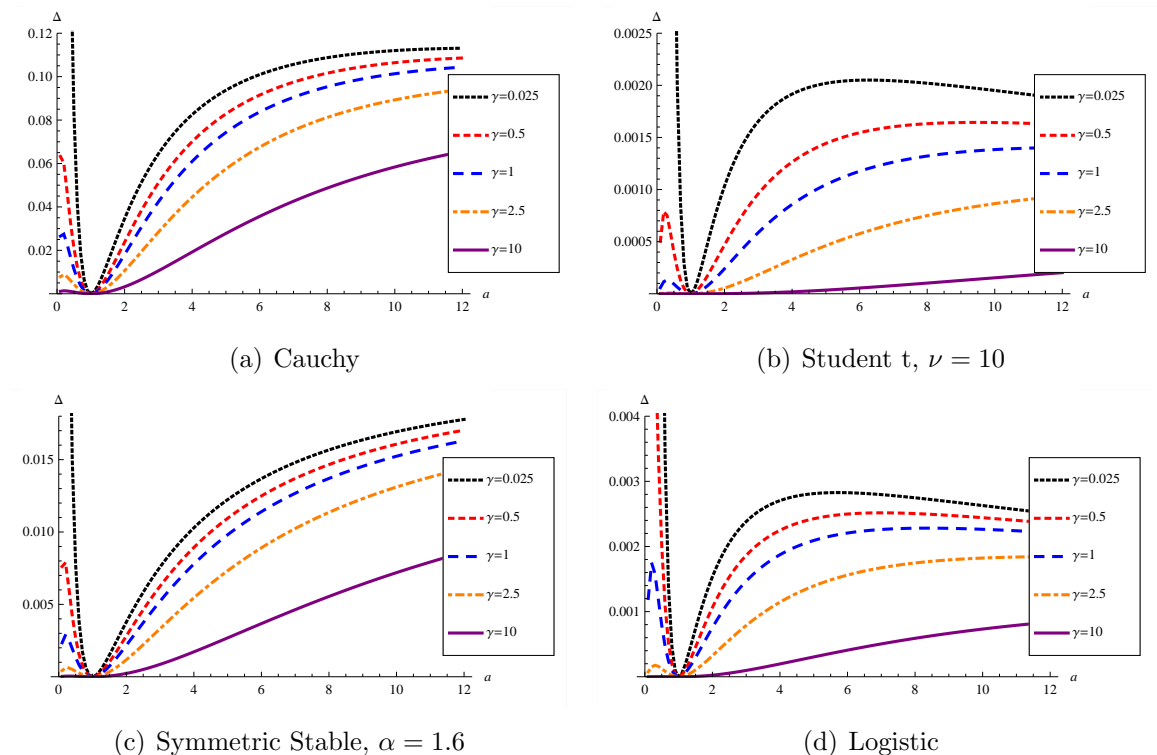 Δ
0.12
0.10
0.08
0.06
0.04
0.02
γ=0.025
γ=0.5
γ=1
γ=2.5
γ=10
0 2 4 6 8 10 12 a
(a) Cauchy
Δ
0.0025
0.0020
0.0015
0.0010
0.0005
γ=0.025
γ=0.5
γ=1
γ=2.5
γ=10
0 2 4 6 8 10 12 a
(b) Student t, ν = 10
Δ
0.015
0.010
0.005
γ=0.025
γ=0.5
γ=1
γ=2.5
γ=10
0 2 4 6 8 10 12 a
(c) Symmetric Stable, α = 1.6
Δ
0.004
0.003
0.002
0.001
γ=0.025
γ=0.5
γ=1
γ=2.5
γ=10
0 2 4 6 8 10 12 a
(d) Logistic